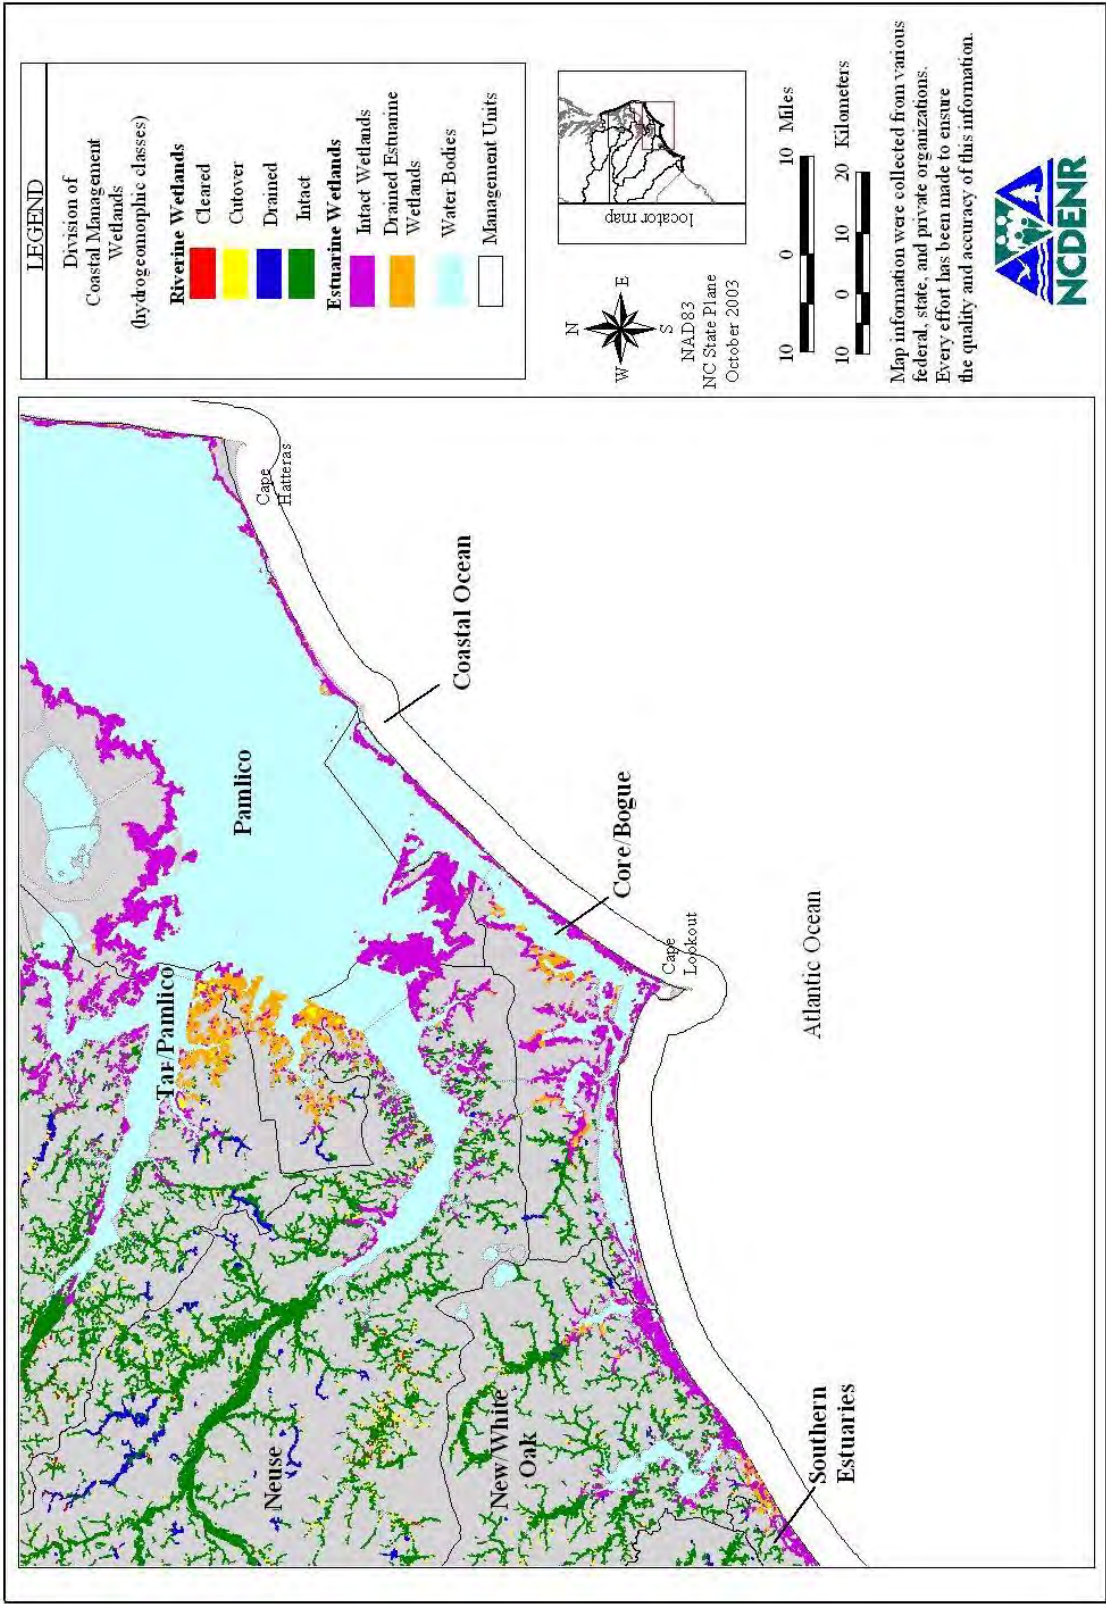 LEGEND
Division of
Coastal Management
Wetlands
(hydrogeomorphic classes)
Riverine Wetlands
Cleared
Cutover
Drained
Intact
Estuarine Wetlands
Intact Wetlands
Drained Estuarine
Wetlands
Water Bodies
Management Units
locator map
N
W
E
S
NAD83
NC State Plane
October 2003
10 0 10 Miles
10 0 10 20 Kilometers
Map information were collected from various
federal, state, and private organizations.
Every effort has been made to ensure
the quality and accuracy of this information.
NCDENR
Cape
Hatteras
Coastal Ocean
Pamlico
Tar/Pamlico
Core/Bogue
Cape
Lookout
Atlantic Ocean
Neuse
New/White
Oak
Southern
Estuaries